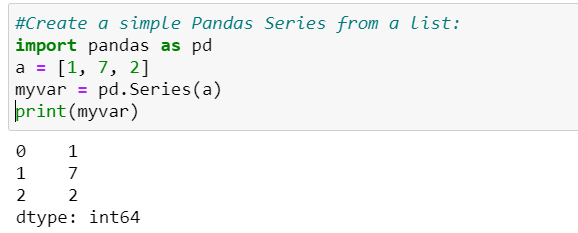 #Create a simple Pandas Series from a list:
import pandas as pd
a = [1, 7, 2]
myvar = pd.Series(a)
print(myvar)
0    1
1    7
2    2
dtype: int64